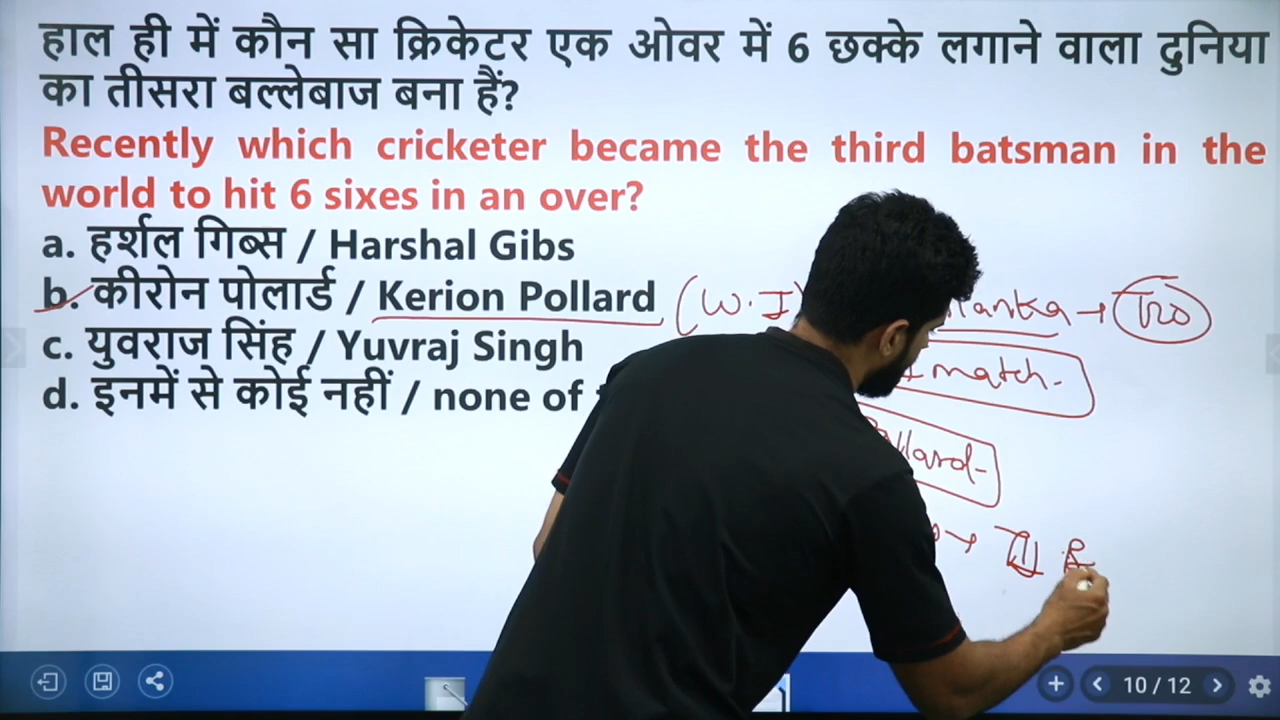 हाल ही में कौन सा क्रिकेटर एक ओवर में 6 छक्के लगाने वाला दुनिया
का तीसरा बल्लेबाज बना हैं?
Recently which cricketer became the third batsman in the
world to hit 6 sixes in an over?
a. हर्शल गिब्स / Harshal Gibs
b. कीरोन पोलार्ड / Kerion Pollard (W.I)
c. युवराज सिंह / Yuvraj Singh
match-
d. इनमें से कोई नहीं / none of
10 / 12